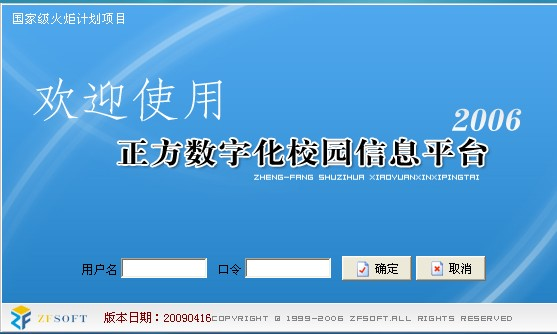 国家级火炬计划项目
欢迎使用
2006
正方数字化校园信息平台
ZHENG-FANG SHUZIHUA XIAOYUANXINXIPINGTAI
用户名 口令 确定 取消
ZFSOFT 版本日期：20090416 COPYRIGHT @ 1999-2006 ZFSOFT.ALL RIGHTS RESERVED